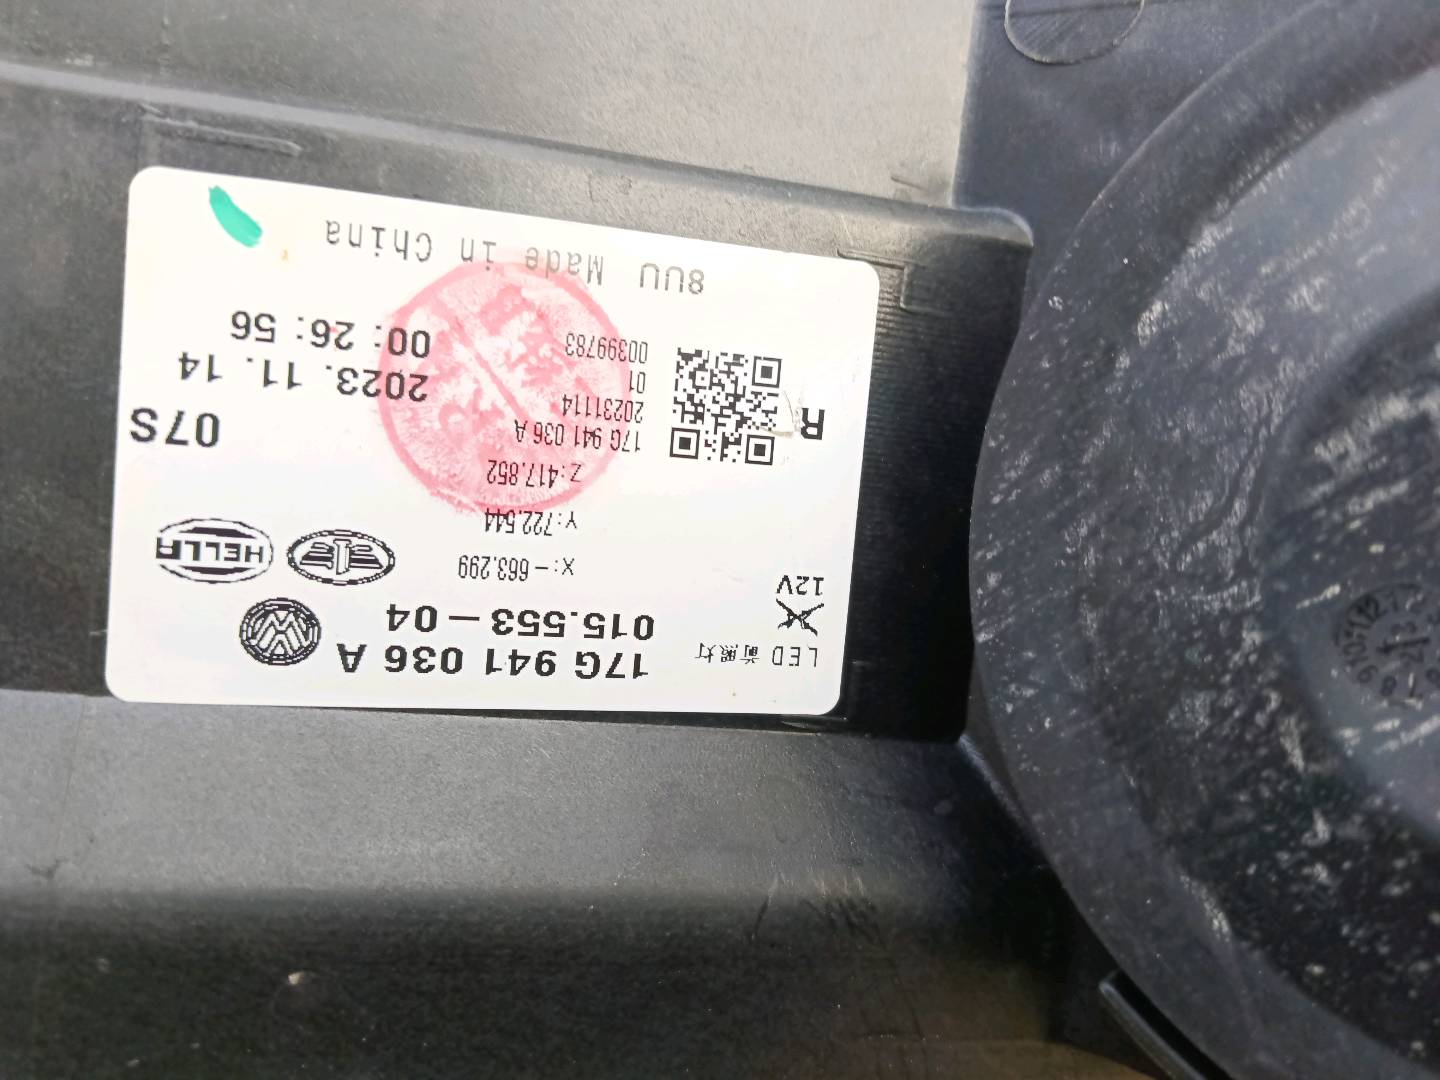 LED 前照灯
12V
17G 941 036 A
015.553-04
X:-663.299
Y:722.544
Z:417.852
HELLA
R
17G 941 036 A
20231114
01
00399783
07S
2023. 11. 14
00: 26: 56
8UU Made in China